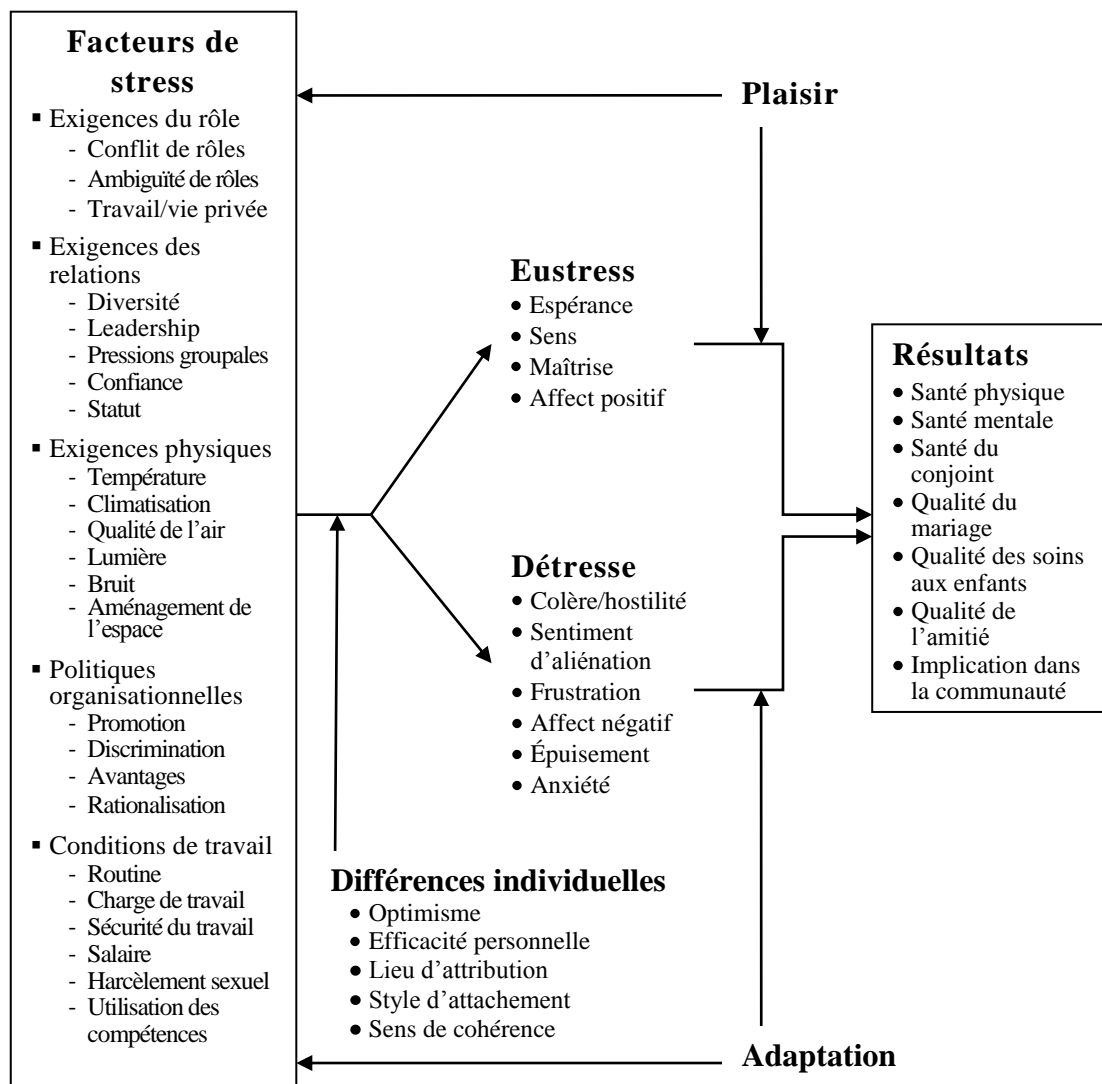 Facteurs de
stress
▪ Exigences du rôle
- Conflit de rôles
- Ambiguïté de rôles
- Travail/vie privée
▪ Exigences des
relations
- Diversité
- Leadership
- Pressions groupales
- Confiance
- Statut
▪ Exigences physiques
- Température
- Climatisation
- Qualité de l'air
- Lumière
- Bruit
- Aménagement de
l'espace
▪ Politiques
organisationnelles
- Promotion
- Discrimination
- Avantages
- Rationalisation
▪ Conditions de travail
- Routine
- Charge de travail
- Sécurité du travail
- Salaire
- Harcèlement sexuel
- Utilisation des
compétences
Plaisir
Eustress
• Espérance
• Sens
• Maîtrise
• Affect positif
Détresse
• Colère/hostilité
• Sentiment
d'aliénation
• Frustration
• Affect négatif
• Épuisement
• Anxiété
Différences individuelles
• Optimisme
• Efficacité personnelle
• Lieu d'attribution
• Style d'attachement
• Sens de cohérence
Adaptation
Résultats
• Santé physique
• Santé mentale
• Santé du
conjoint
• Qualité du
mariage
• Qualité des soins
aux enfants
• Qualité de
l'amitié
• Implication dans
la communauté